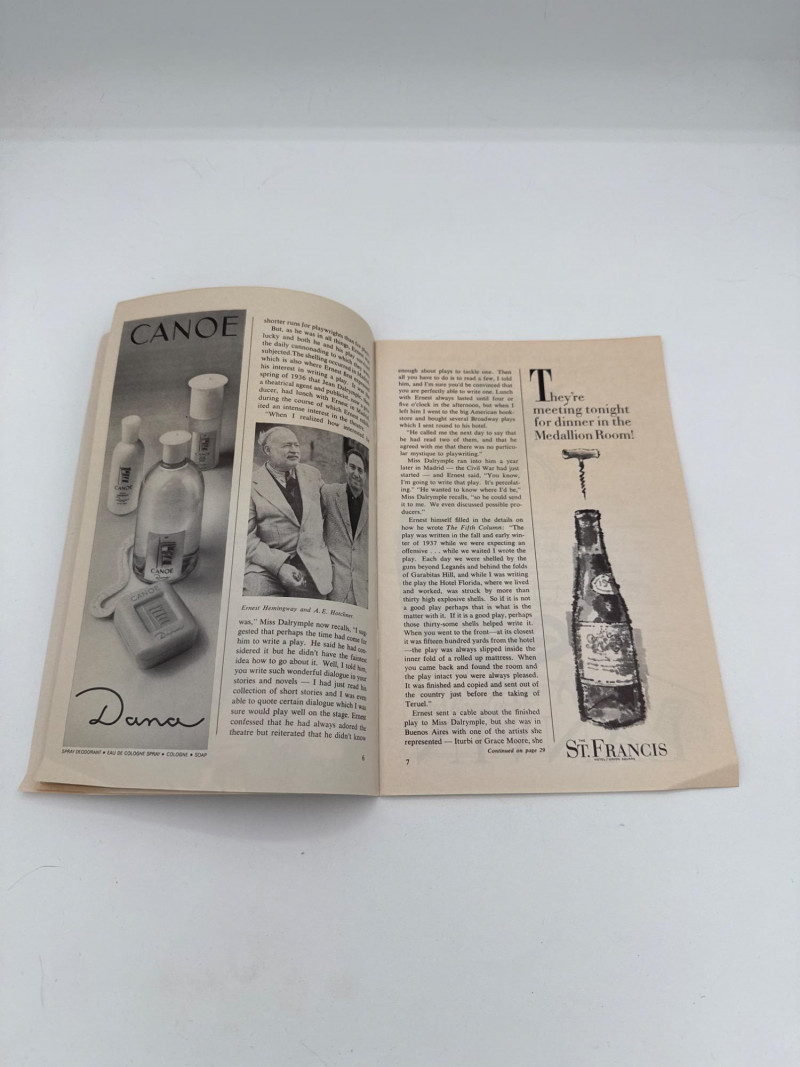 CANOE
CANOE
CANOE
Dana
SPRAY DEODORANT • EAU DE COLOGNE SPRAY • COLOGNE • SOAP
shorter runs for playwrights than for
But, as he was in all things,
lucky and both he and his play
the daily cannonading to which
subjected. The shelling occurred in
which is also where Ernest first
his interest in writing a play. It was
spring of 1936 that Jean Dalrymple,
a theatrical agent and publicist,
ducer, had lunch with Ernest in
during the course of which Ernest
ited an intense interest in the
"When I realized how interested he
Ernest Hemingway and A. E. Hotchner.
was," Miss Dalrymple now recalls, "I sug-
gested that perhaps the time had come for
him to write a play. He said he had con-
sidered it but he didn't have the faintest
idea how to go about it. Well, I told him,
you write such wonderful dialogue in your
stories and novels — I had just read his
collection of short stories and I was even
able to quote certain dialogue which I was
sure would play well on the stage. Ernest
confessed that he had always adored the
theatre but reiterated that he didn't know
6
enough about plays to tackle one. Then
all you have to do is to read a few, I told
him, and I'm sure you'd be convinced that
you are perfectly able to write one. Lunch
with Ernest always lasted until four or
five o'clock in the afternoon, but when I
left him I went to the big American book-
store and bought several Broadway plays
which I sent round to his hotel.
"He called me the next day to say that
he had read two of them, and that he
agreed with me that there was no particu-
lar mystique to playwriting."
Miss Dalrymple ran into him a year
later in Madrid — the Civil War had just
started — and Ernest said, "You know,
I'm going to write that play. It's percolat-
ing." "He wanted to know where I'd be,"
Miss Dalrymple recalls, "so he could send
it to me. We even discussed possible pro-
ducers."
Ernest himself filled in the details on
how he wrote The Fifth Column: "The
play was written in the fall and early win-
ter of 1937 while we were expecting an
offensive . . . while we waited I wrote the
play. Each day we were shelled by the
guns beyond Leganés and behind the folds
of Garabitas Hill, and while I was writing
the play the Hotel Florida, where we lived
and worked, was struck by more than
thirty high explosive shells. So if it is not
a good play perhaps that is what is the
matter with it. If it is a good play, perhaps
those thirty-some shells helped write it.
When you went to the front—at its closest
it was fifteen hundred yards from the hotel
—the play was always slipped inside the
inner fold of a rolled up mattress. When
you came back and found the room and
the play intact you were always pleased.
It was finished and copied and sent out of
the country just before the taking of
Teruel."
Ernest sent a cable about the finished
play to Miss Dalrymple, but she was in
Buenos Aires with one of the artists she
represented — Iturbi or Grace Moore, she
Continued on page 29
7
They're
meeting tonight
for dinner in the
Medallion Room!
THE
ST. FRANCIS
HOTEL / UNION SQUARE